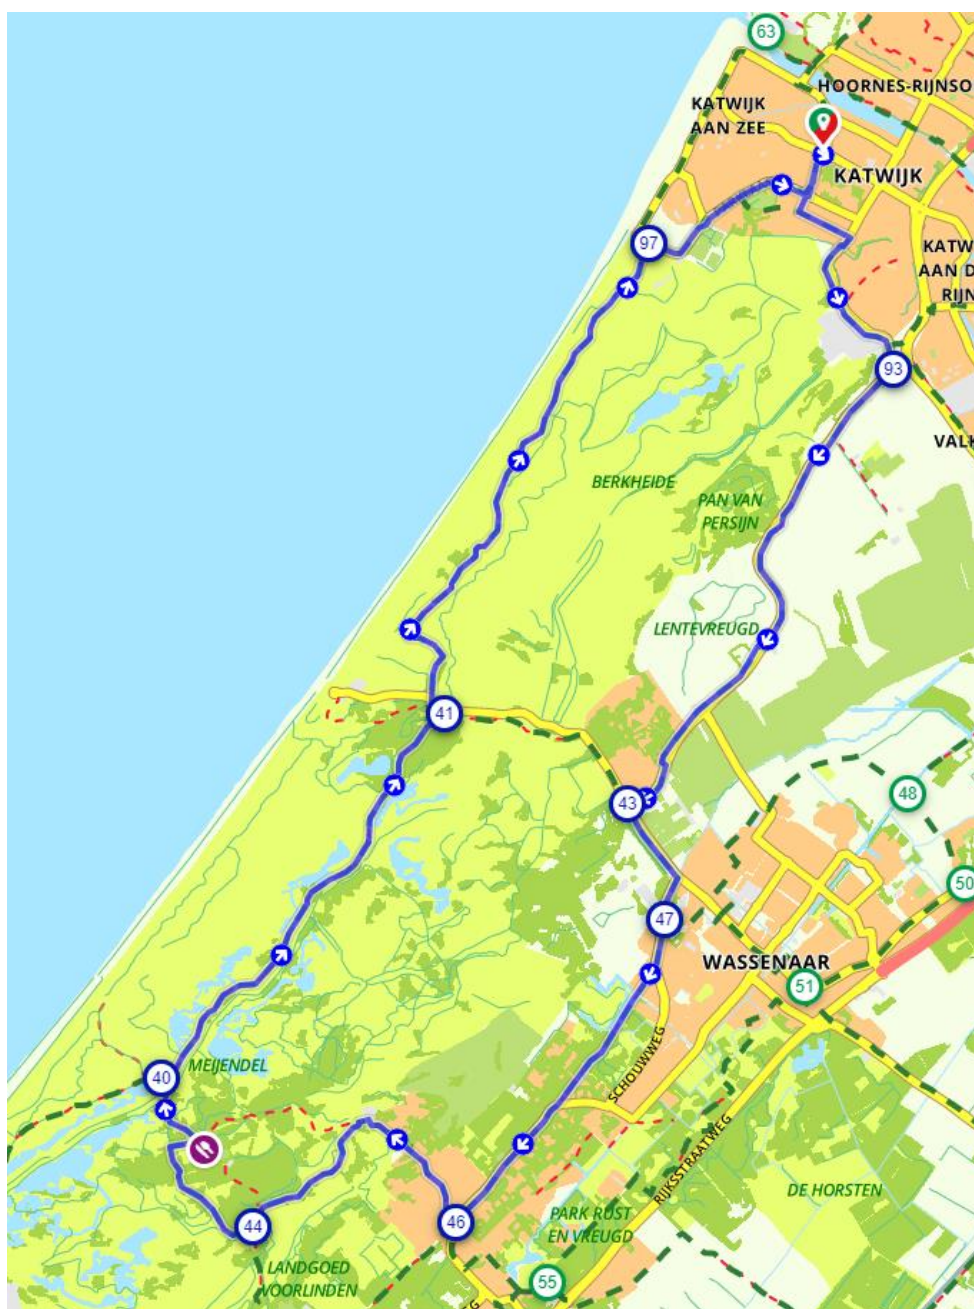 63
HOORNES-RIJNSO
KATWIJK
AAN ZEE
KATWIJK
97
KATW
AAN D
RIJN
93
VALK
BERKHEIDE
PAN VAN
PERSIJN
LENTEVREUGD
41
43
48
50
47
WASSENAAR
51
MEIJENDEL
40
SCHOUWWEG
RIJKSSTRAATWEG
DE HORSTEN
44
46
PARK RUST
EN VREUGD
LANDGOED
VOORLINDEN
55